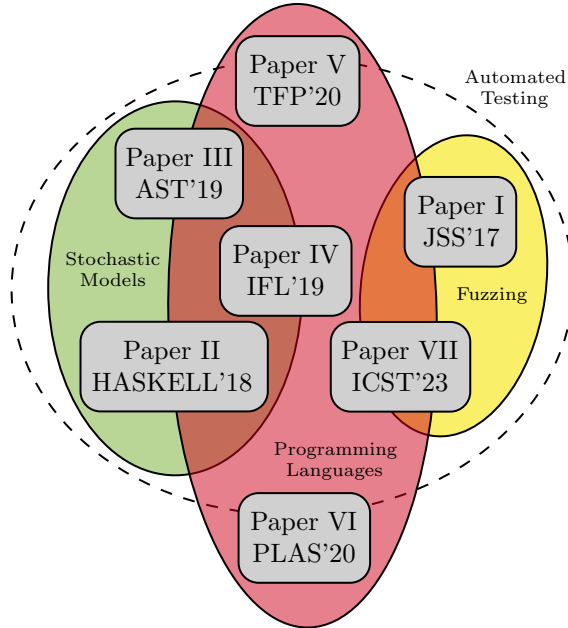 Paper V
TFP'20
Automated
Testing
Paper III
AST'19
Paper I
JSS'17
Stochastic
Models
Paper IV
IFL'19
Fuzzing
Paper II
HASKELL'18
Paper VII
ICST'23
Programming
Languages
Paper VI
PLAS'20